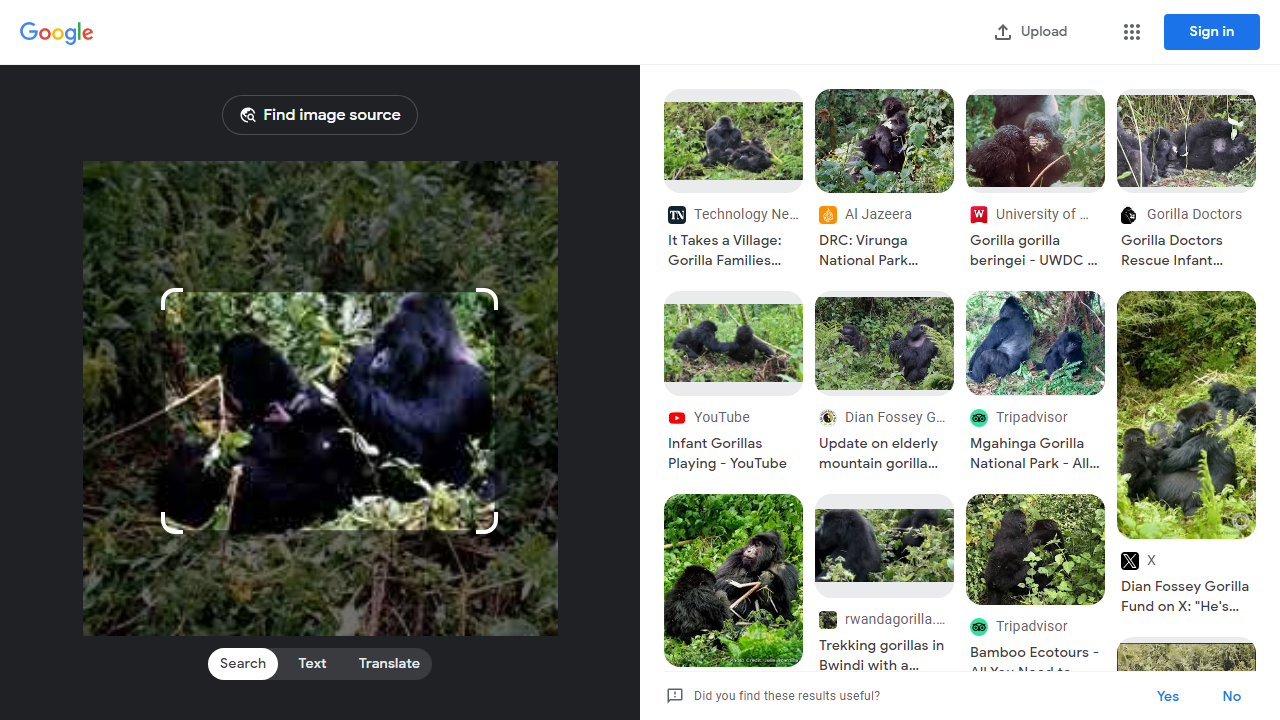 Google
Upload
Sign in
Find image source
Search
Text
Translate
Technology Ne...
It Takes a Village:
Gorilla Families...
Al Jazeera
DRC: Virunga
National Park...
University of ...
Gorilla gorilla
beringei - UWDC ...
Gorilla Doctors
Gorilla Doctors
Rescue Infant...
YouTube
Infant Gorillas
Playing - YouTube
Dian Fossey G...
Update on elderly
mountain gorilla...
Tripadvisor
Mgahinga Gorilla
National Park - All...
X
Dian Fossey Gorilla
Fund on X: "He's...
rwandagorilla....
Trekking gorillas in
Bwindi with a...
Tripadvisor
Bamboo Ecotours -
All You Need to
Did you find these results useful?
Yes
No